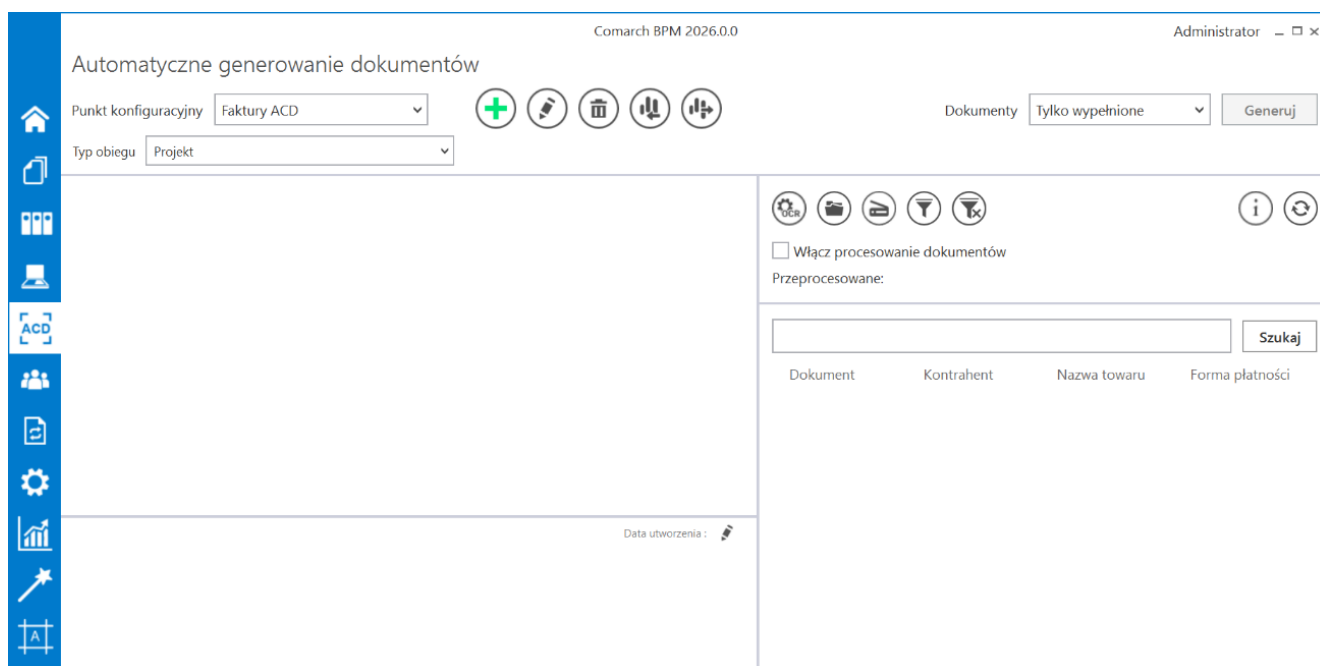 Comarch BPM 2026.0.0
Administrator
Automatyczne generowanie dokumentów
Punkt konfiguracyjny Faktury ACD
Dokumenty Tylko wypełnione Generuj
Typ obiegu Projekt
OCR
i
Włącz procesowanie dokumentów
Przeprocesowane:
ACD
Szukaj
Dokument Kontrahent Nazwa towaru Forma płatności
Data utworzenia :
A